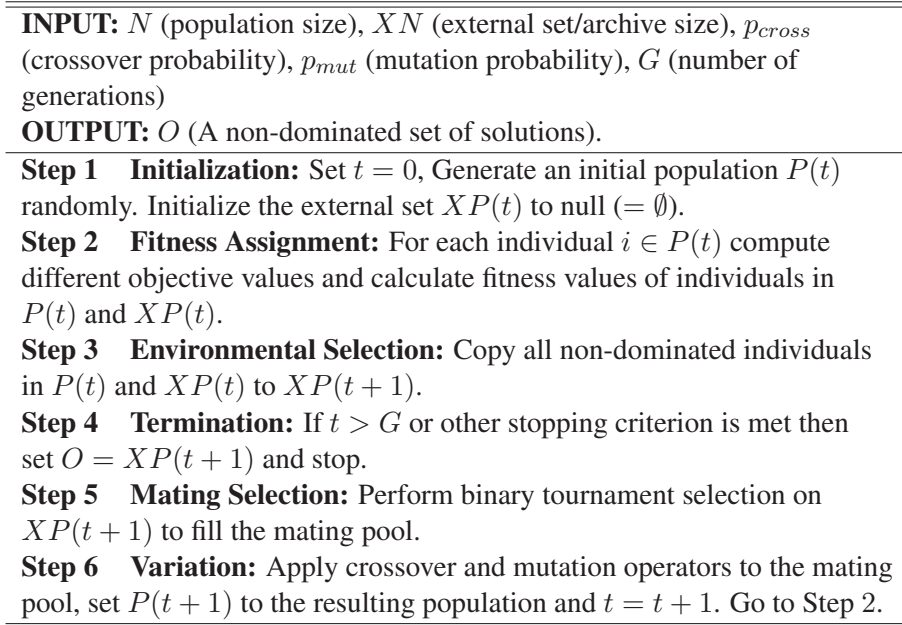 INPUT: N (population size), XN (external set/archive size), p_cross
(crossover probability), p_mut (mutation probability), G (number of
generations)
OUTPUT: O (A non-dominated set of solutions).
Step 1 Initialization: Set t = 0, Generate an initial population P(t)
randomly. Initialize the external set XP(t) to null (= ∅).
Step 2 Fitness Assignment: For each individual i ∈ P(t) compute
different objective values and calculate fitness values of individuals in
P(t) and XP(t).
Step 3 Environmental Selection: Copy all non-dominated individuals
in P(t) and XP(t) to XP(t + 1).
Step 4 Termination: If t > G or other stopping criterion is met then
set O = XP(t + 1) and stop.
Step 5 Mating Selection: Perform binary tournament selection on
XP(t + 1) to fill the mating pool.
Step 6 Variation: Apply crossover and mutation operators to the mating
pool, set P(t + 1) to the resulting population and t = t + 1. Go to Step 2.